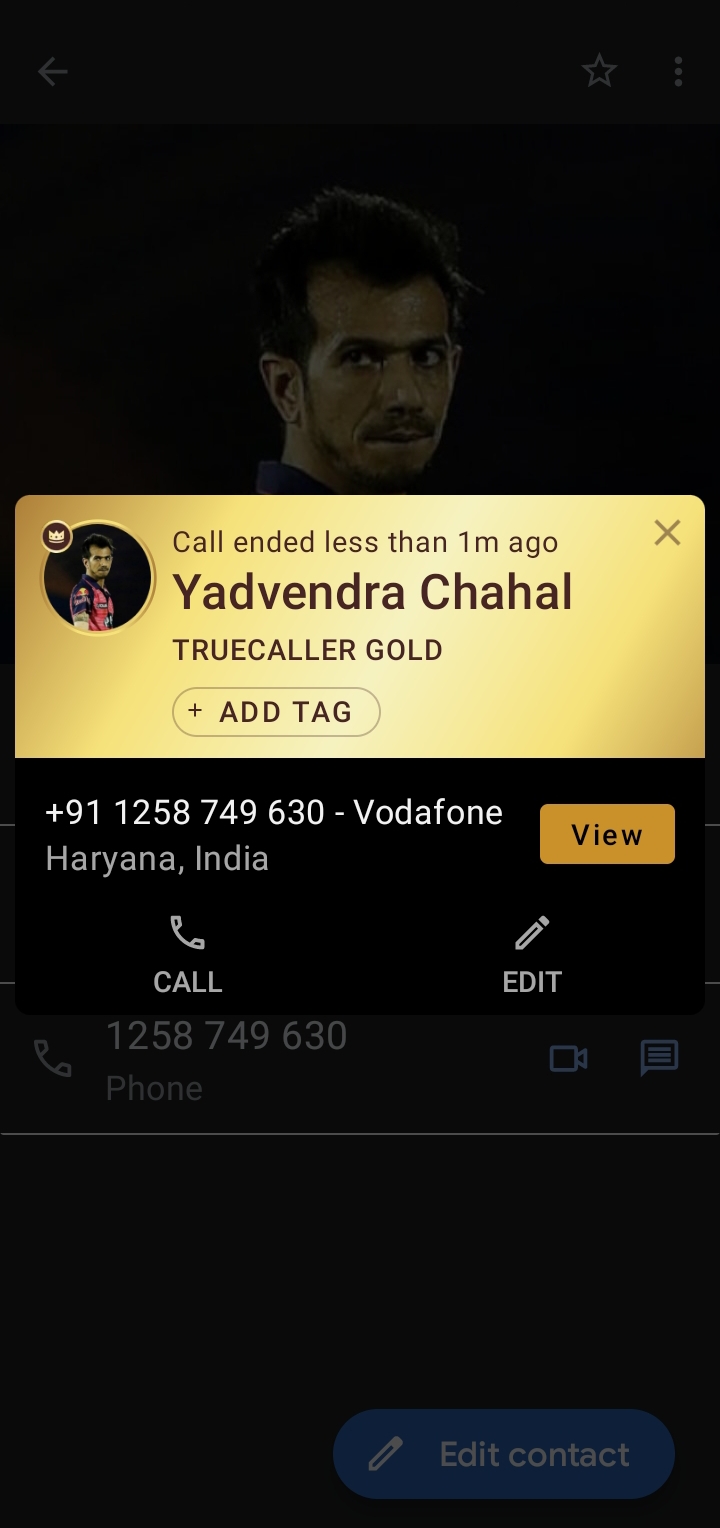 Call ended less than 1m ago
Yadvendra Chahal
TRUECALLER GOLD
+ ADD TAG
+91 1258 749 630 - Vodafone
View
Haryana, India
CALL
EDIT
1258 749 630
Phone
Edit contact